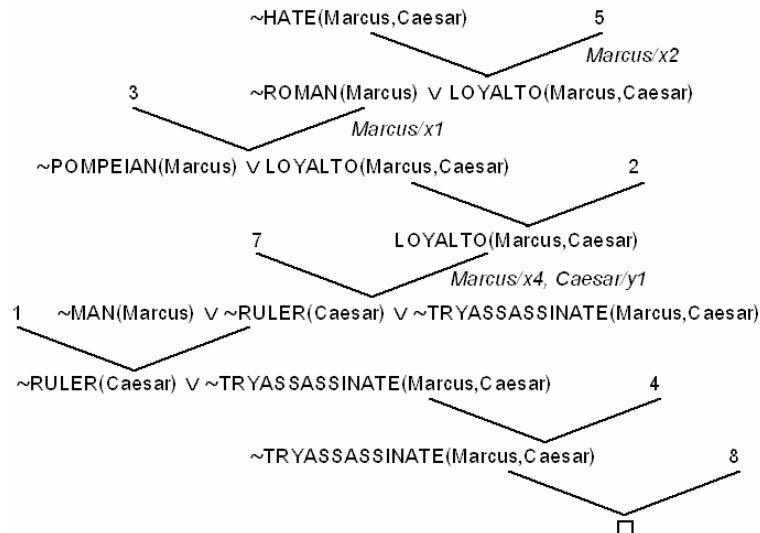 ~HATE(Marcus,Caesar) 5
Marcus/x2
3 ~ROMAN(Marcus) ∨ LOYALTO(Marcus,Caesar)
Marcus/x1
~POMPEIAN(Marcus) ∨ LOYALTO(Marcus,Caesar) 2
7 LOYALTO(Marcus,Caesar)
Marcus/x4, Caesar/y1
1 ~MAN(Marcus) ∨ ~RULER(Caesar) ∨ ~TRYASSASSINATE(Marcus,Caesar)
~RULER(Caesar) ∨ ~TRYASSASSINATE(Marcus,Caesar) 4
~TRYASSASSINATE(Marcus,Caesar) 8